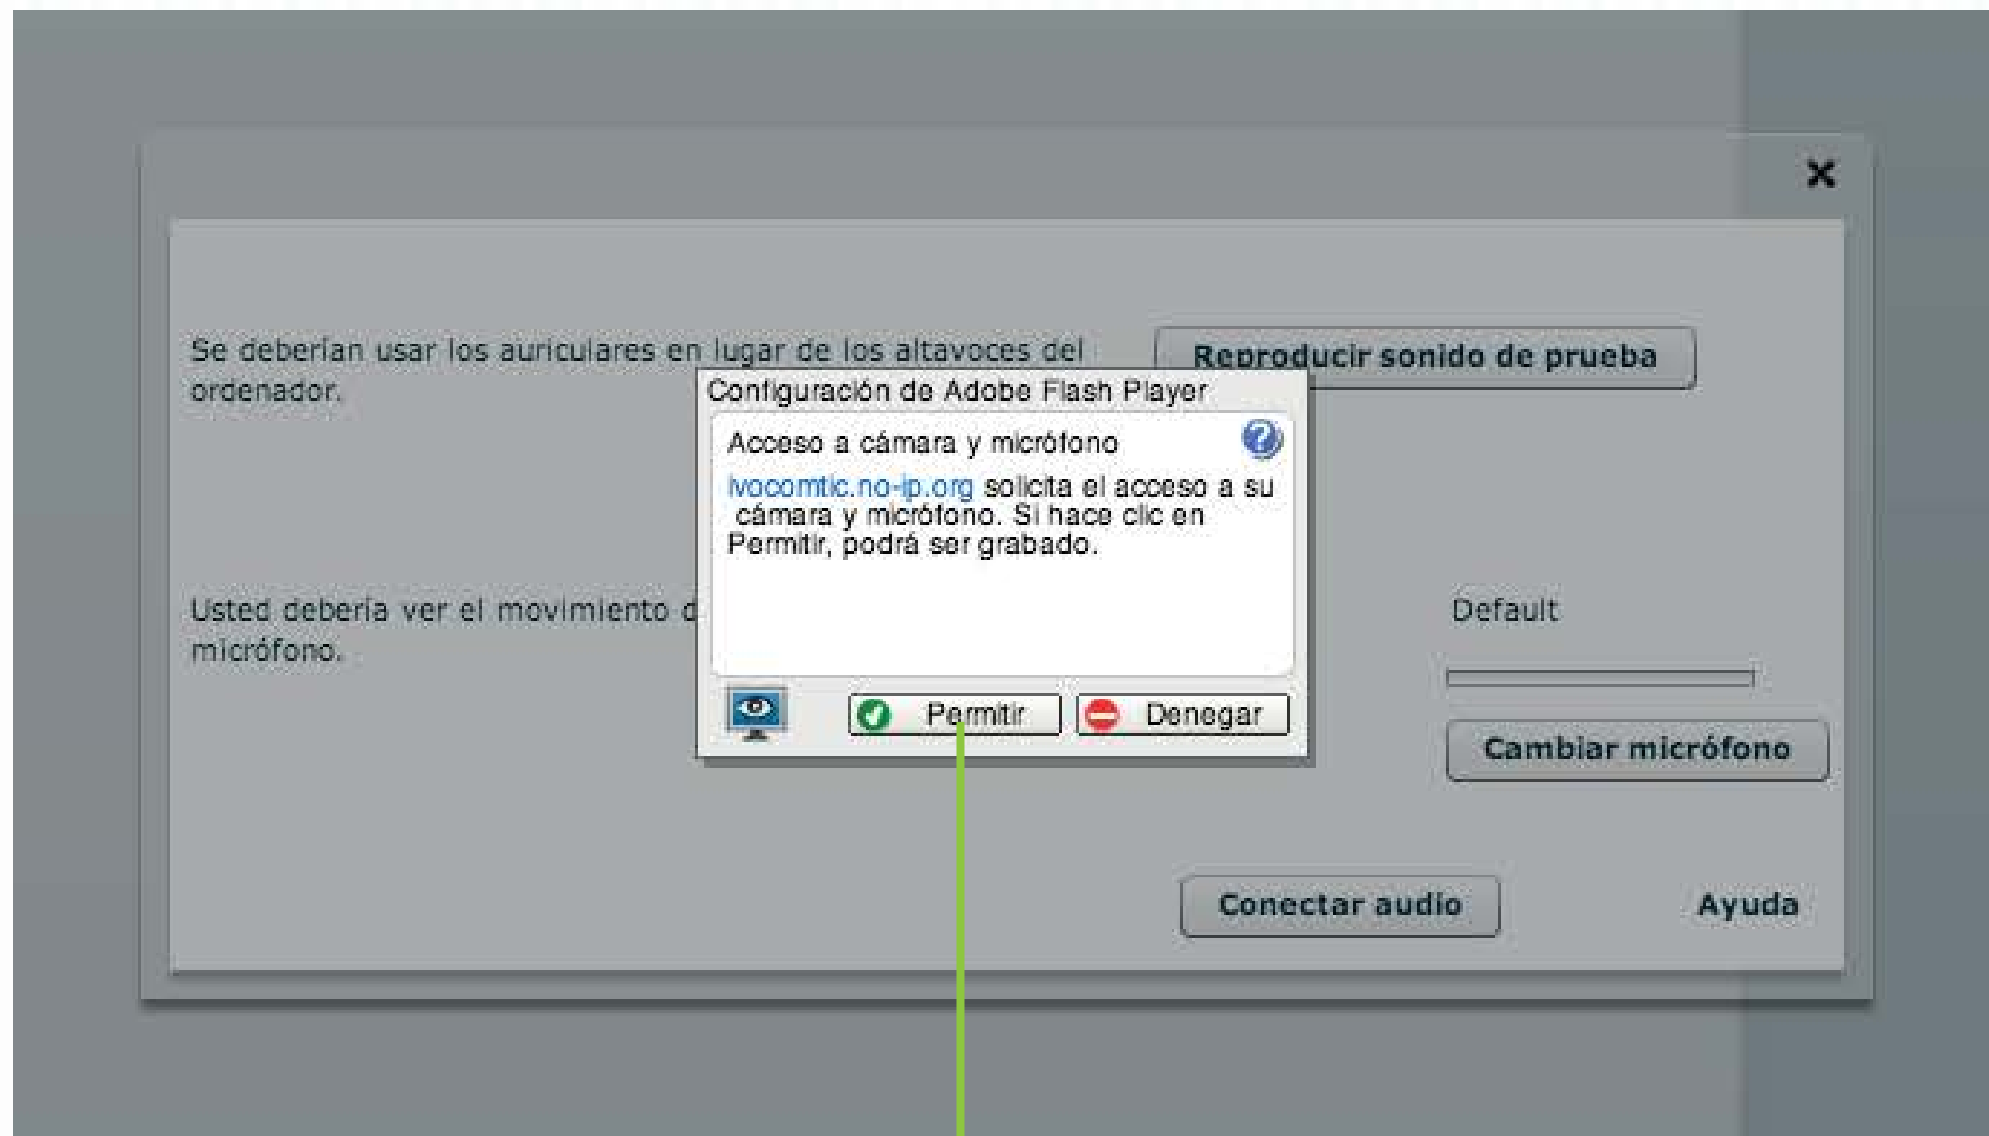 Se deberían usar los auriculares en lugar de los altavoces del
ordenador.
Reproducir sonido de prueba
Configuración de Adobe Flash Player
Acceso a cámara y micrófono
ivocomtic.no-ip.org solicita el acceso a su
cámara y micrófono. Si hace clic en
Permitir, podrá ser grabado.
Permitir
Denegar
Usted debería ver el movimiento d
micrófono.
Default
Cambiar micrófono
Conectar audio
Ayuda